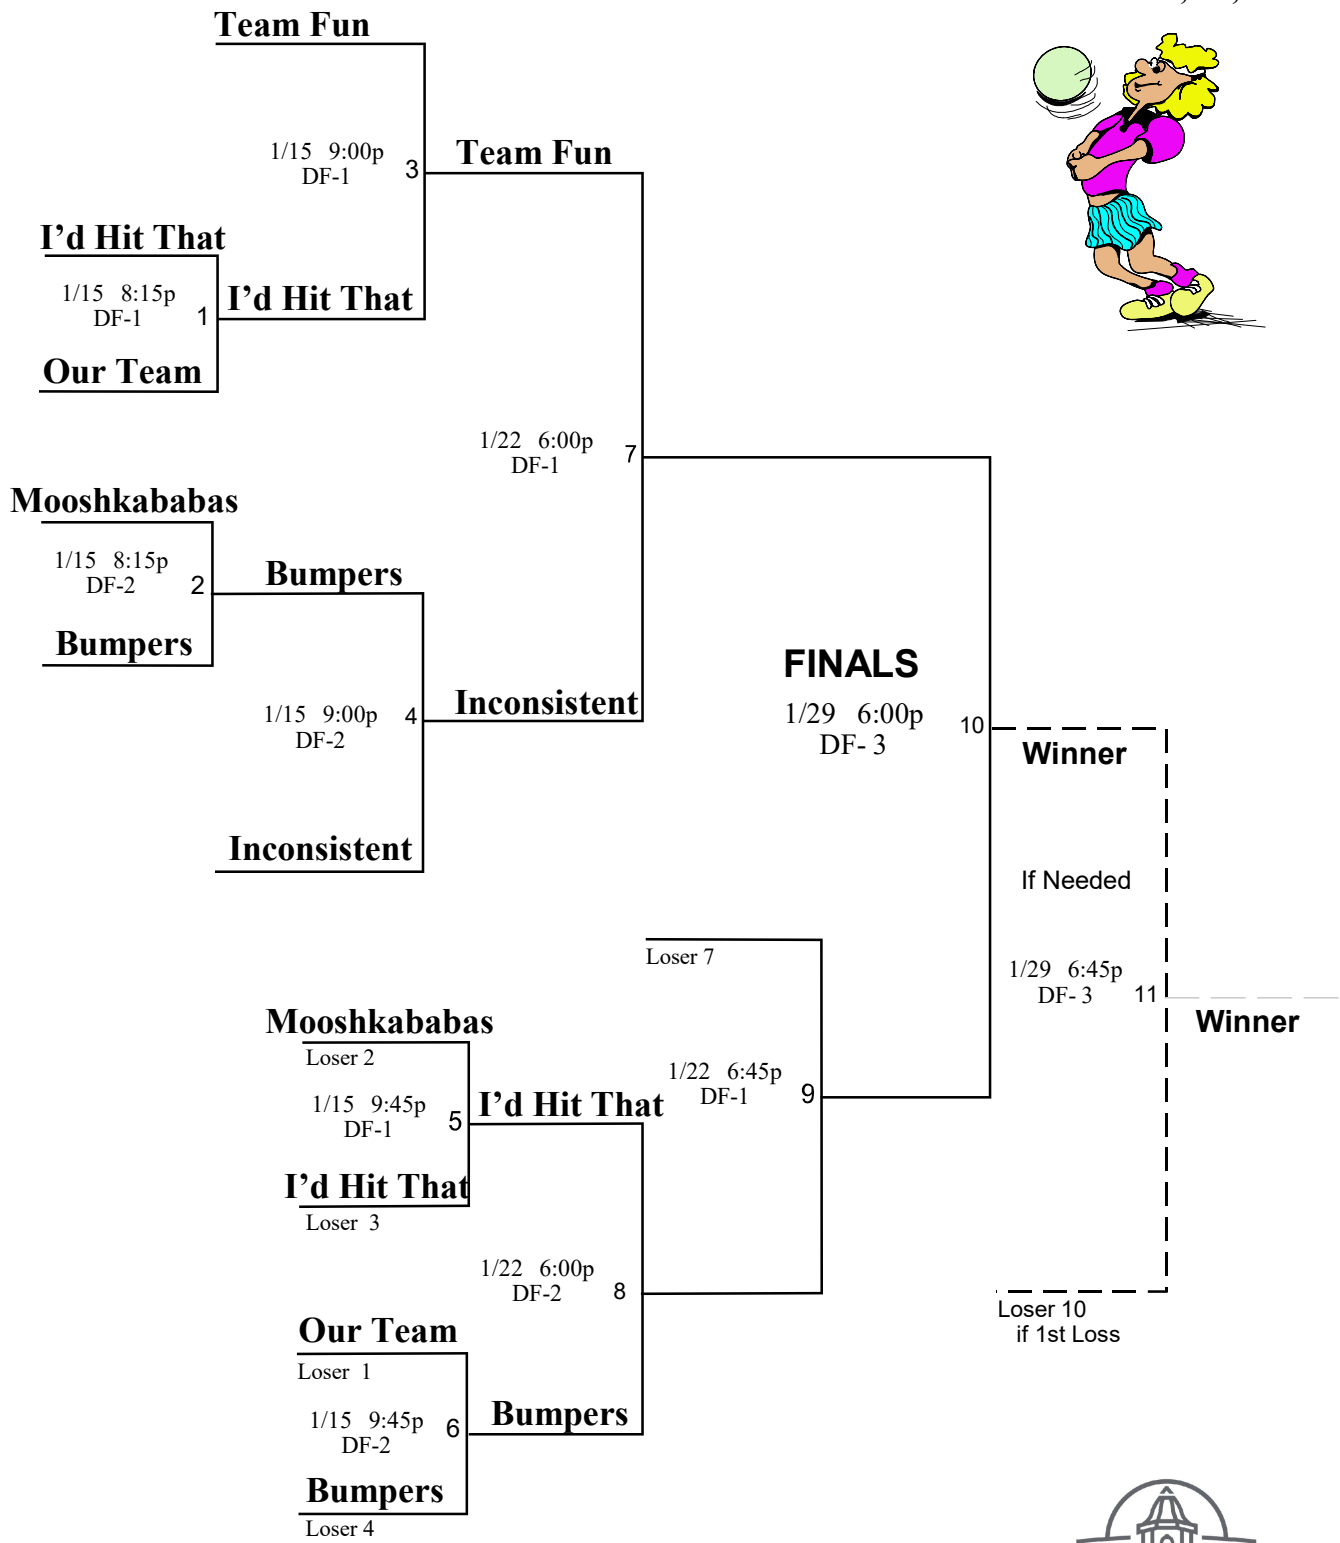 Team Fun
1/15 9:00p
DF-1
3
Team Fun
I'd Hit That
1/15 8:15p
DF-1
1
I'd Hit That
Our Team
1/22 6:00p
DF-1
7
Mooshkababas
1/15 8:15p
DF-2
2
Bumpers
Bumpers
FINALS
1/29 6:00p
DF- 3
10
1/15 9:00p
DF-2
4
Inconsistent
Winner
Inconsistent
If Needed
Loser 7
1/29 6:45p
DF- 3
11
Winner
Mooshkababas
Loser 2
1/15 9:45p
DF-1
5
I'd Hit That
1/22 6:45p
DF-1
9
I'd Hit That
Loser 3
1/22 6:00p
DF-2
8
Our Team
Loser 1
Loser 10
if 1st Loss
1/15 9:45p
DF-2
6
Bumpers
Bumpers
Loser 4